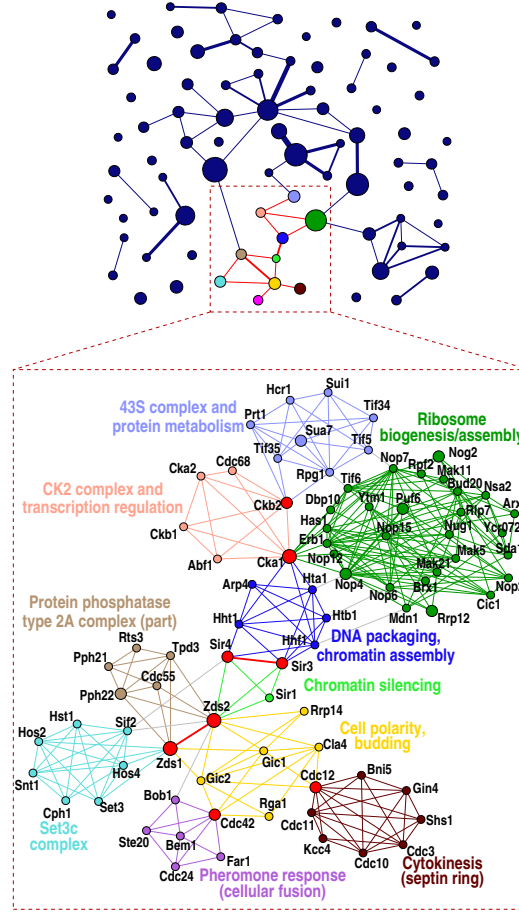 Sui1
Hcr1
43S complex and
protein metabolism
Prt1
Tif34
Sua7
Ribosome
biogenesis/assembly
Tif35
Tif5
Nog2
Nop7
Cka2
Cdc68
Rpg1
Rpf2
Mak11
CK2 complex and
transcription regulation
Tif6
Bud20
Nsa2
Ckb2
Dbp10
Ytm1
Puf6
Rlp7
Has1
Nop15
Nug1
Ycr072
Ckb1
Erb1
Abf1
Cka1
Nop12
Mak5
Mak21
Arp4
Hta1
Nop4
Nop6
Brx1
Cic1
Protein phosphatase
type 2A complex (part)
Hht1
Htb1
Mdn1
Rrp12
Rts3
Tpd3
Hhf1
DNA packaging,
chromatin assembly
Pph21
Sir4
Sir3
Cdc55
Chromatin silencing
Pph22
Sir1
Zds2
Rrp14
Hst1
Sif2
Cell polarity,
budding
Hos2
Cla4
Zds1
Gic1
Hos4
Cdc12
Bni5
Snt1
Gic2
Gin4
Set3
Bob1
Rga1
Cph1
Cdc11
Shs1
Set3c
complex
Cdc42
Ste20
Bem1
Kcc4
Cdc3
Cdc24
Far1
Cdc10
Cytokinesis
(septin ring)
Pheromone response
(cellular fusion)